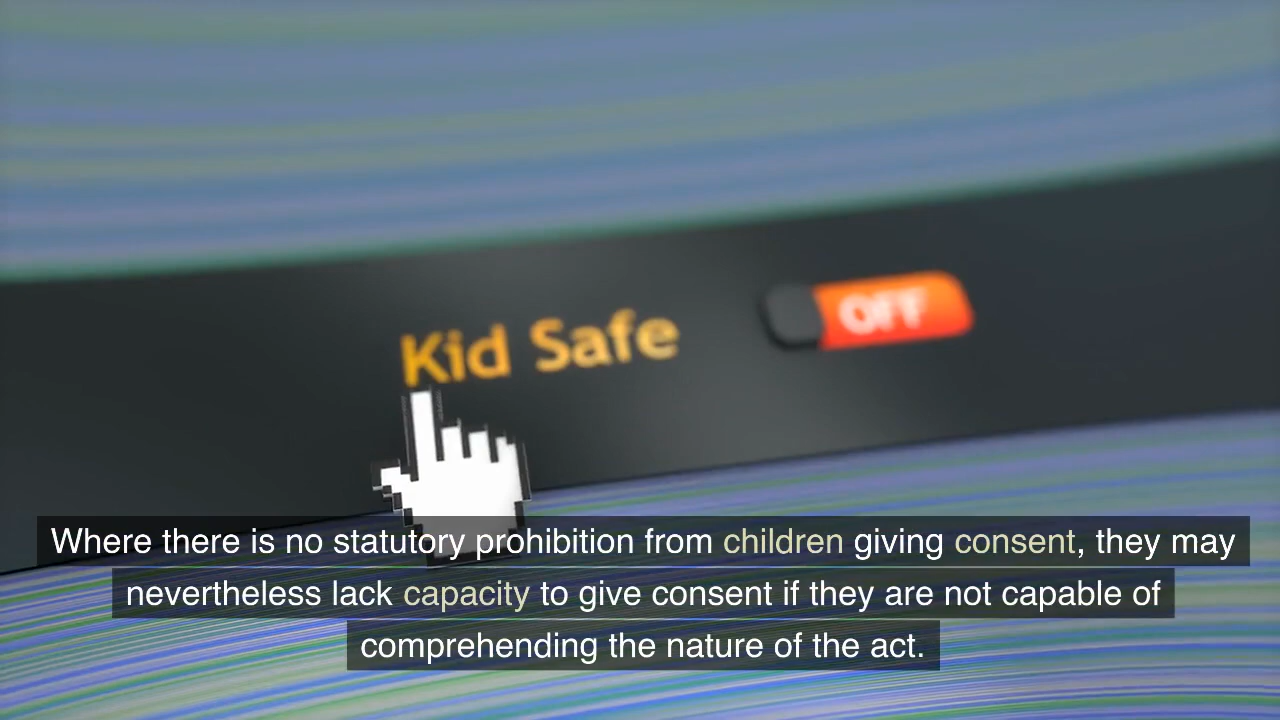 Kid Safe OFF
Where there is no statutory prohibition from children giving consent, they may
nevertheless lack capacity to give consent if they are not capable of
comprehending the nature of the act.